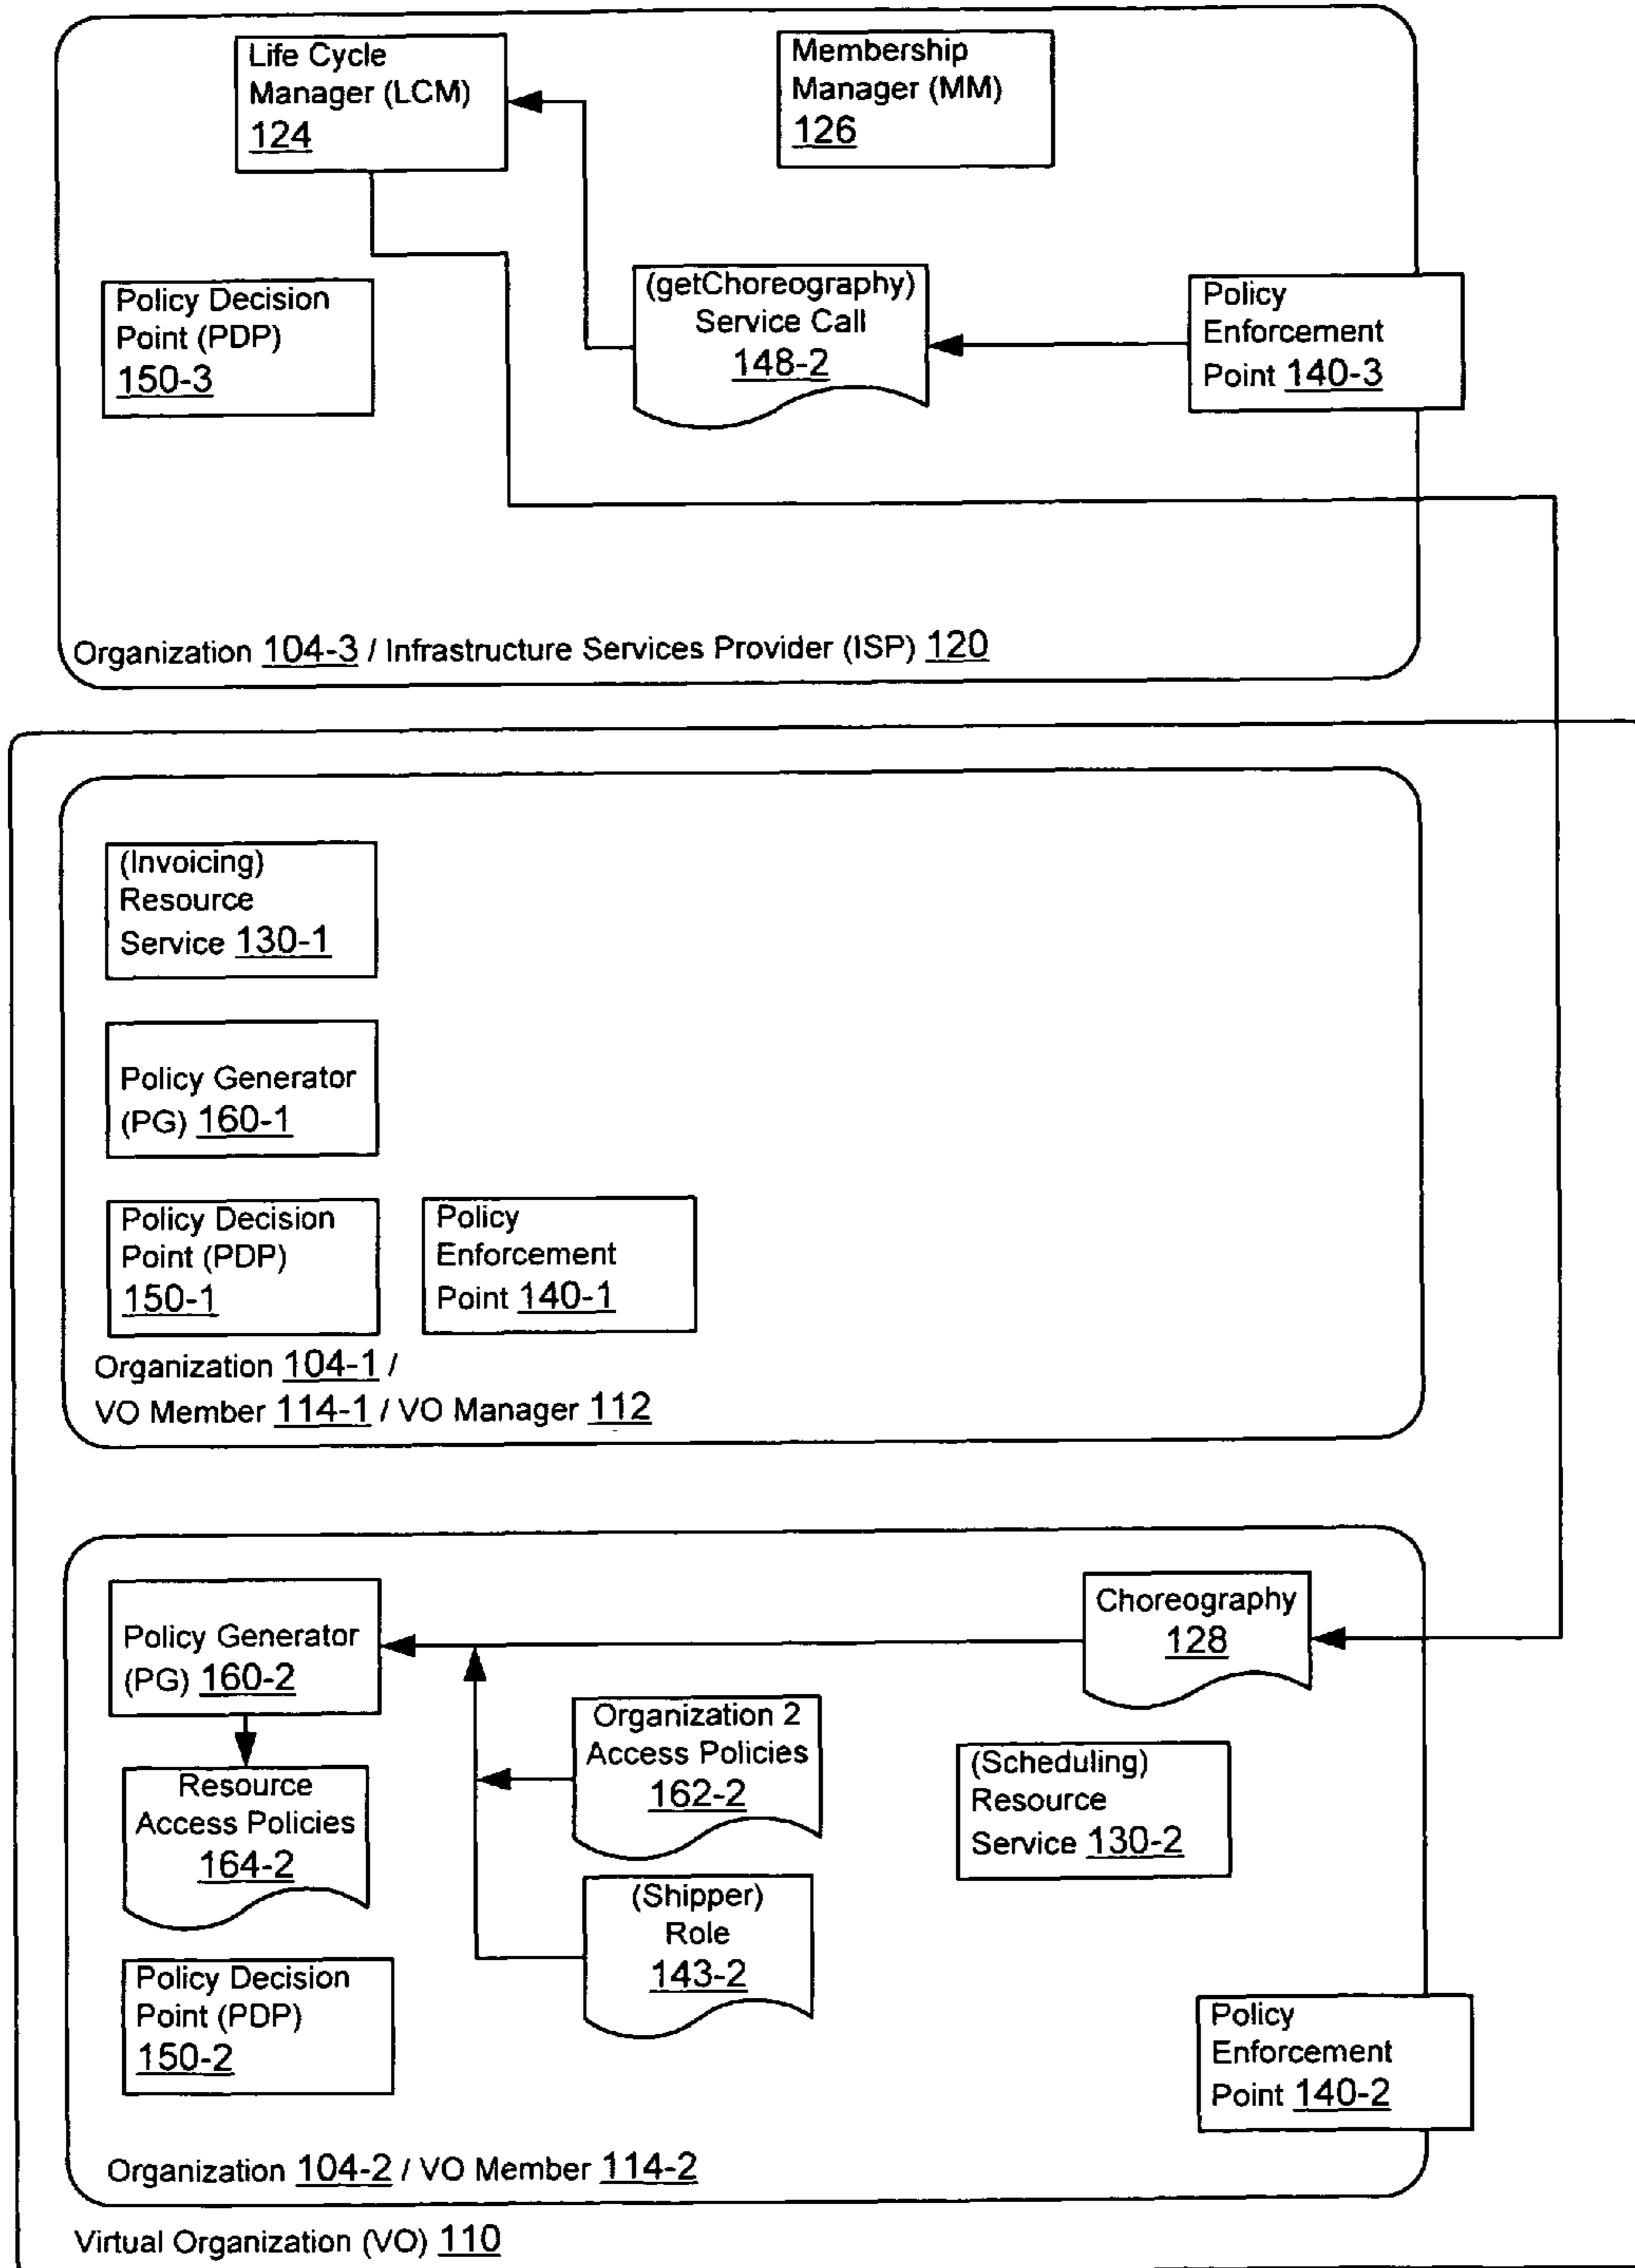 Life Cycle
Manager (LCM)
124
Membership
Manager (MM)
126
Policy Decision
Point (PDP)
150-3
(getChoreography)
Service Call
148-2
Policy
Enforcement
Point 140-3
Organization 104-3 / Infrastructure Services Provider (ISP) 120
(Invoicing)
Resource
Service 130-1
Policy Generator
(PG) 160-1
Policy Decision
Point (PDP)
150-1
Policy
Enforcement
Point 140-1
Organization 104-1 /
VO Member 114-1 / VO Manager 112
Policy Generator
(PG) 160-2
Choreography
128
Organization 2
Access Policies
162-2
(Scheduling)
Resource
Service 130-2
Resource
Access Policies
164-2
(Shipper)
Role
143-2
Policy Decision
Point (PDP)
150-2
Policy
Enforcement
Point 140-2
Organization 104-2 / VO Member 114-2
Virtual Organization (VO) 110